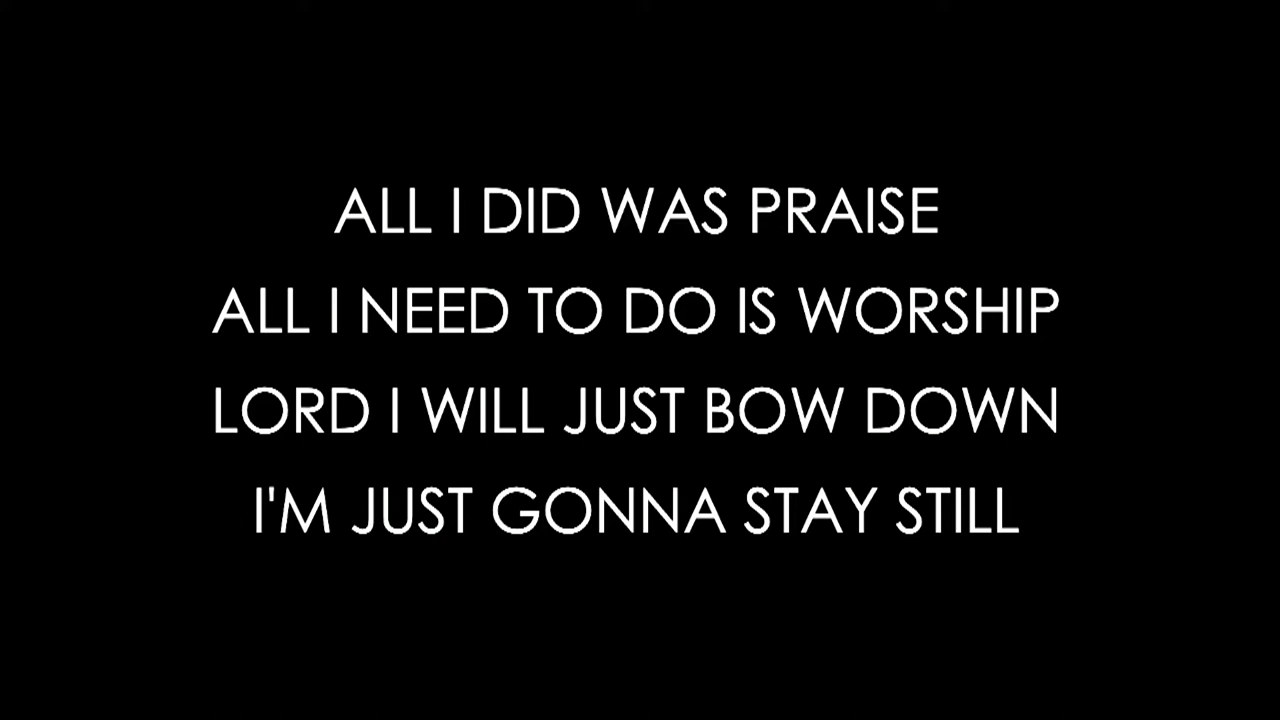 ALL I DID WAS PRAISE
ALL I NEED TO DO IS WORSHIP
LORD I WILL JUST BOW DOWN
I'M JUST GONNA STAY STILL